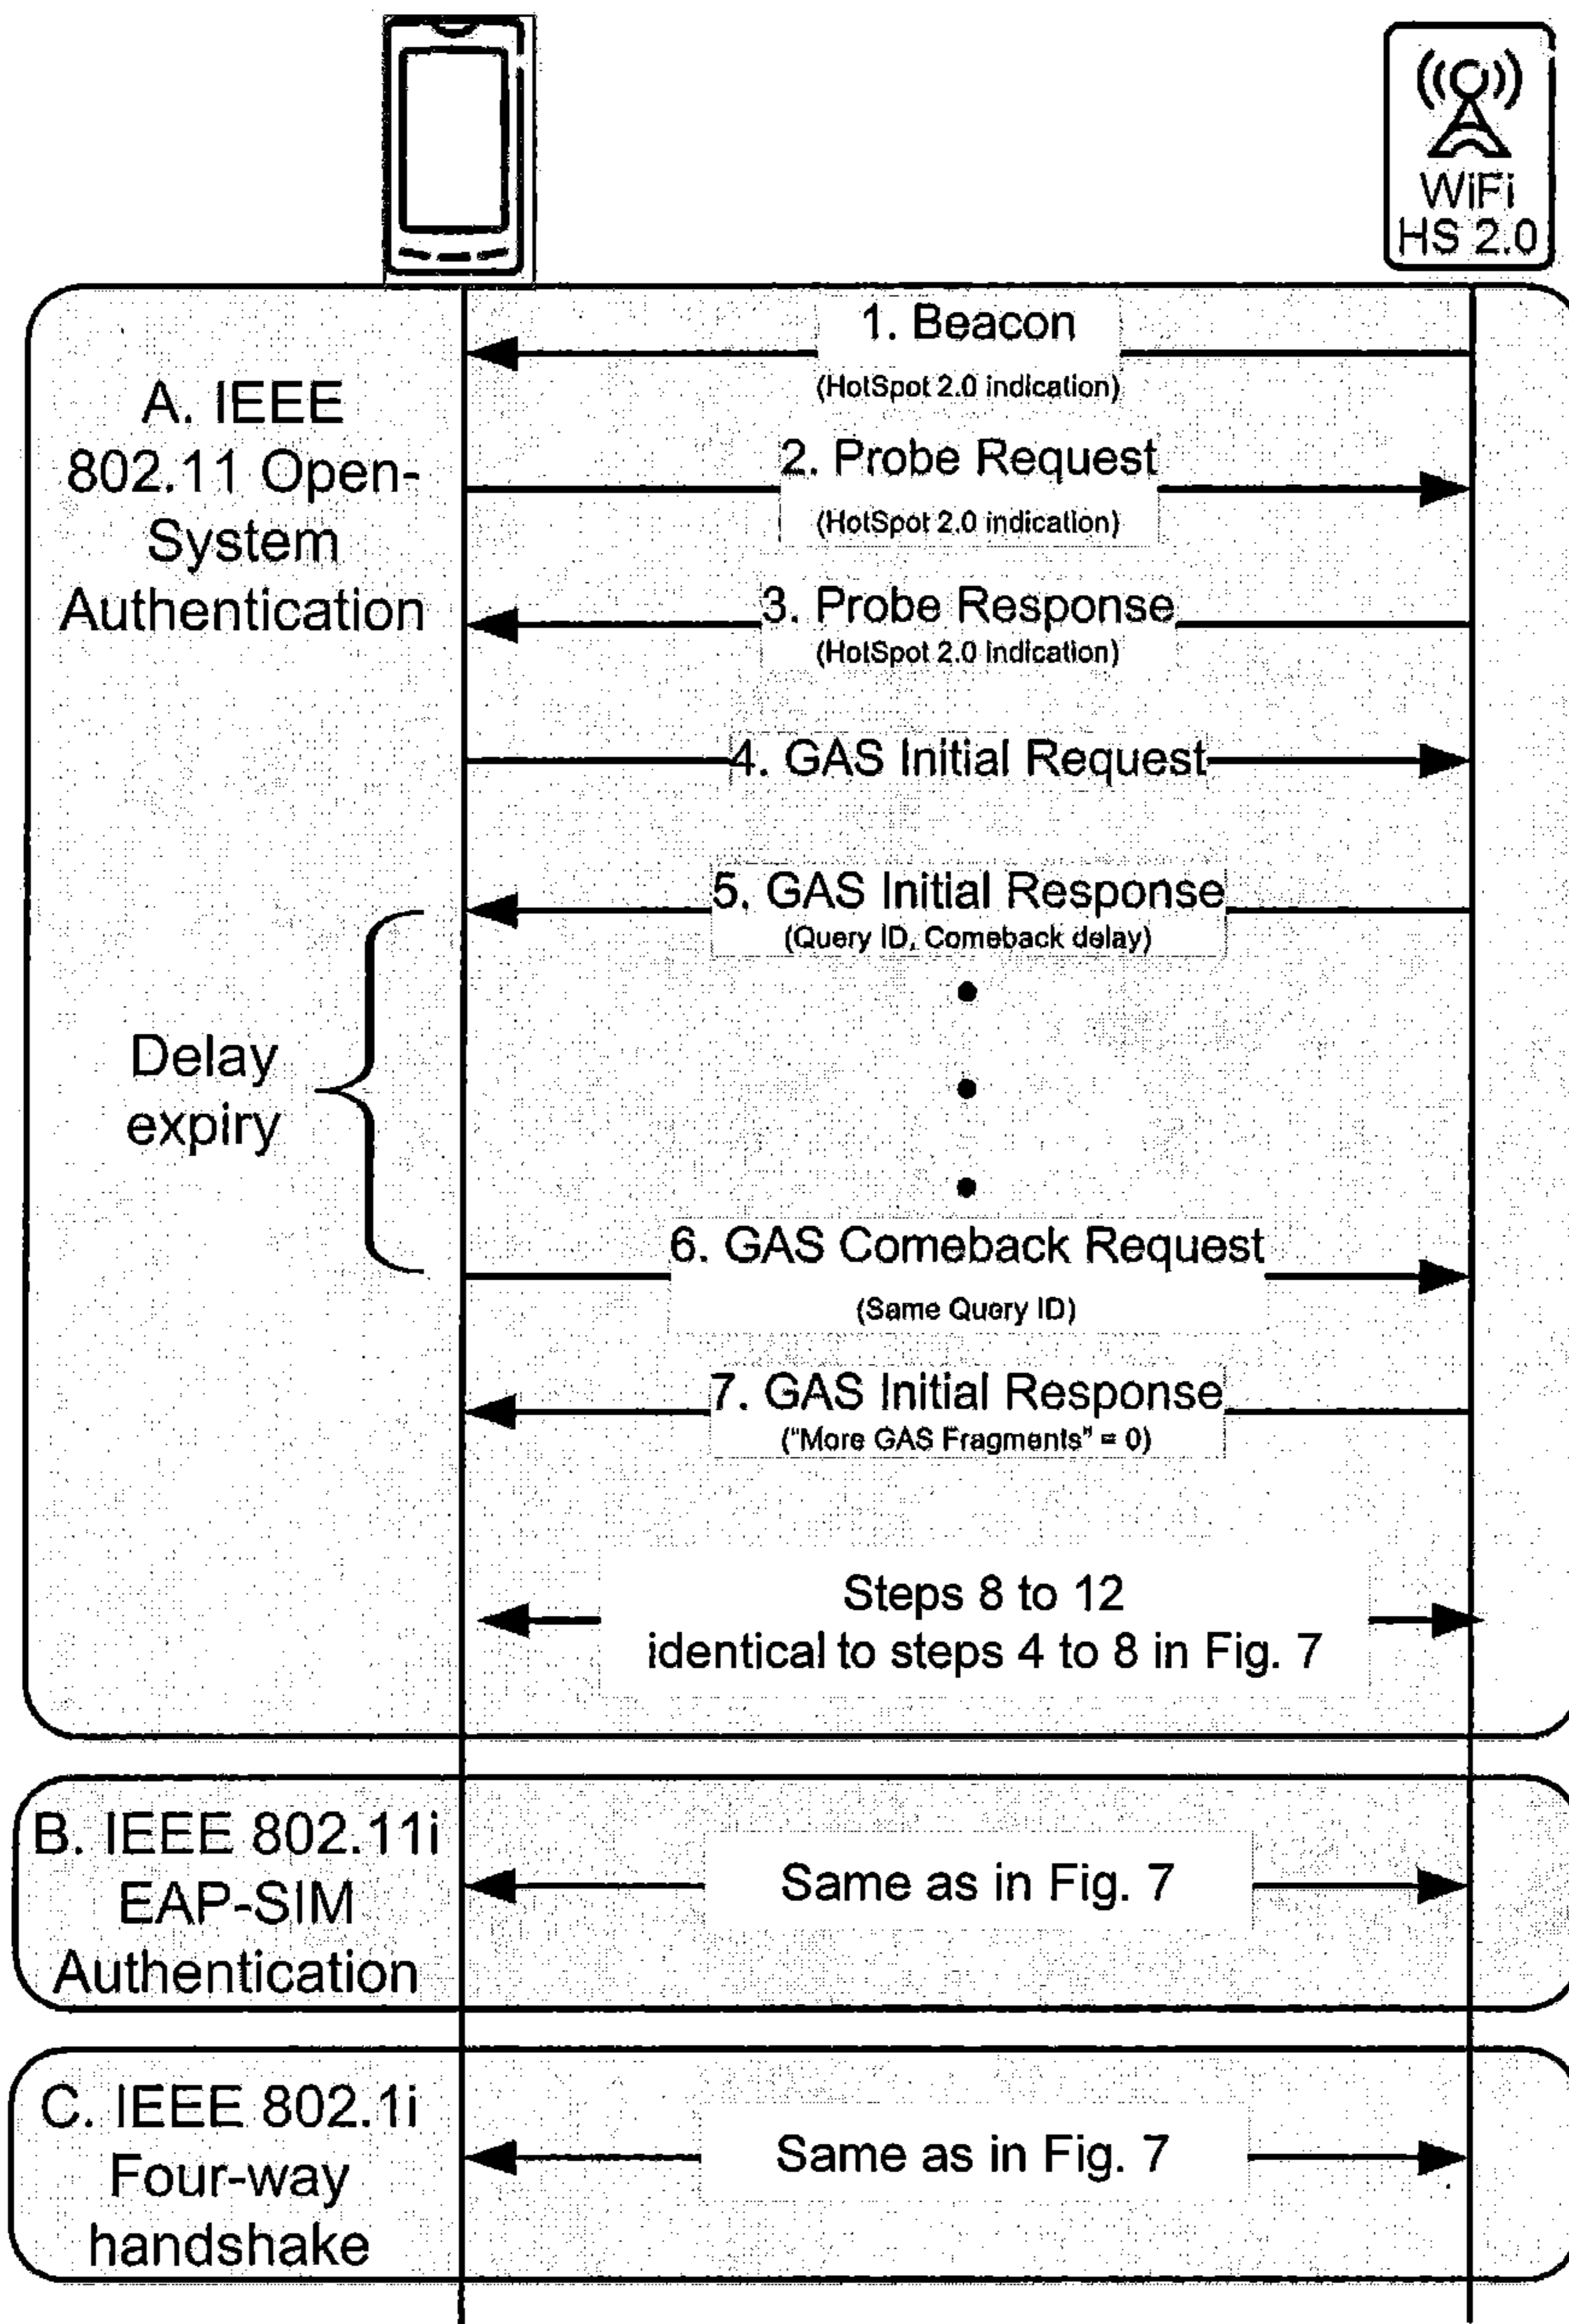 WiFi
HS 2.0
A. IEEE
802.11 Open-
System
Authentication
1. Beacon
(HotSpot 2.0 indication)
2. Probe Request
(HotSpot 2.0 indication)
3. Probe Response
(HotSpot 2.0 indication)
4. GAS Initial Request
5. GAS Initial Response
(Query ID, Comeback delay)
Delay
expiry
6. GAS Comeback Request
(Same Query ID)
7. GAS Initial Response
("More GAS Fragments" = 0)
Steps 8 to 12
identical to steps 4 to 8 in Fig. 7
B. IEEE 802.11i
EAP-SIM
Authentication
Same as in Fig. 7
C. IEEE 802.1i
Four-way
handshake
Same as in Fig. 7